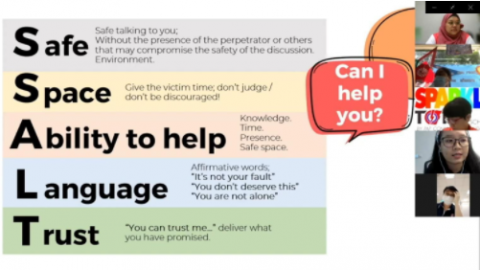 Safe
Safe talking to you;
Without the presence of the perpetrator or others
that may compromise the safety of the discussion.
Environment.
Space
Give the victim time; don't judge /
don't be discouraged!
Ability to help
Knowledge.
Time.
Presence.
Safe space.
Language
Affirmative words;
"It's not your fault"
"You don't deserve this"
"You are not alone"
Trust
"You can trust me..." deliver what
you have promised.
Can I
help
you?